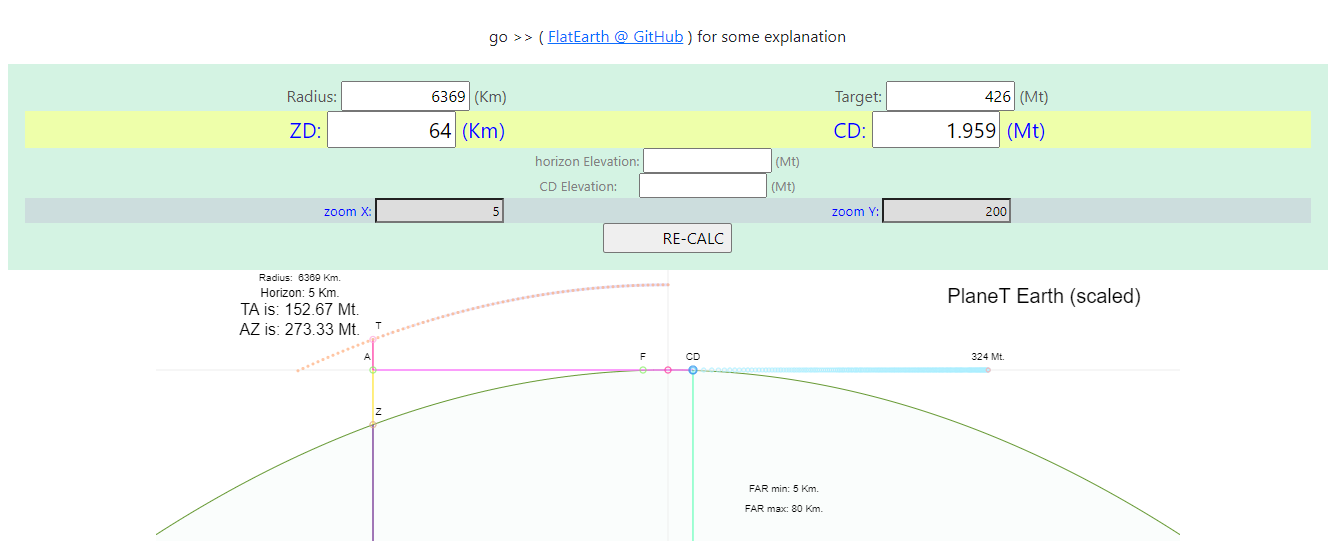 go >> ( FlatEarth @ GitHub ) for some explanation
Radius: 6369 (Km) Target: 426 (Mt)
ZD: 64 (Km) CD: 1.959 (Mt)
horizon Elevation: (Mt)
CD Elevation: (Mt)
zoom X: 5 zoom Y: 200
RE-CALC
Radius: 6369 Km.
Horizon: 5 Km.
PlaneT Earth (scaled)
TA is: 152.67 Mt.
AZ is: 273.33 Mt.
T
A F CD 324 Mt.
Z
FAR min: 5 Km.
FAR max: 80 Km.